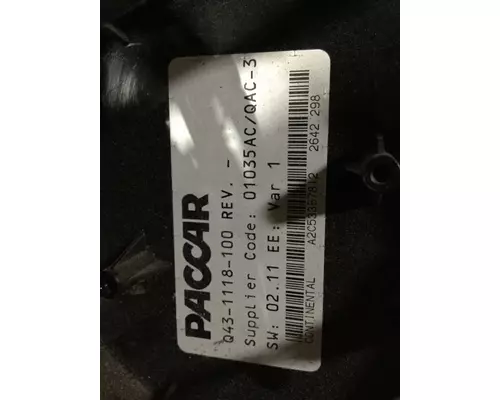 PACCAR
Q43-1118-100 REV. -
Supplier Code: 01035AC/QAC-3
SW: 02.11 EE: Var 1
CONTINENTAL A2C53357812 2642 298